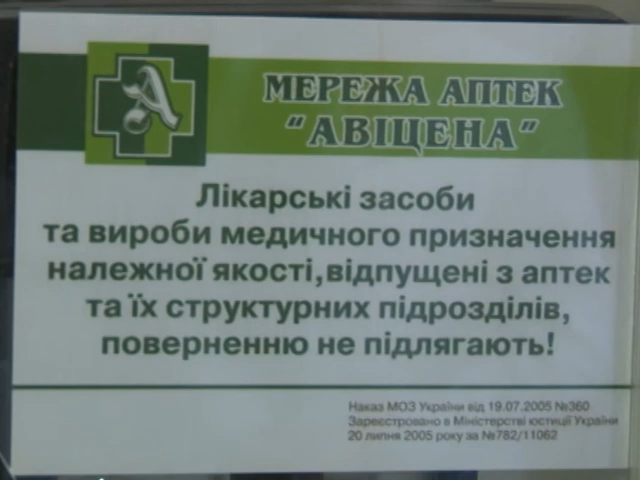 А
МЕРЕЖА АПТЕК
"АВІЦЕНА"
Лікарські засоби
та вироби медичного призначення
належної якості,відпущені з аптек
та їх структурних підрозділів,
поверненню не підлягають!
Наказ МОЗ України від 19.07.2005 №360
Зареєстровано в Міністерстві юстиції України
20 липня 2005 року за №782/11062